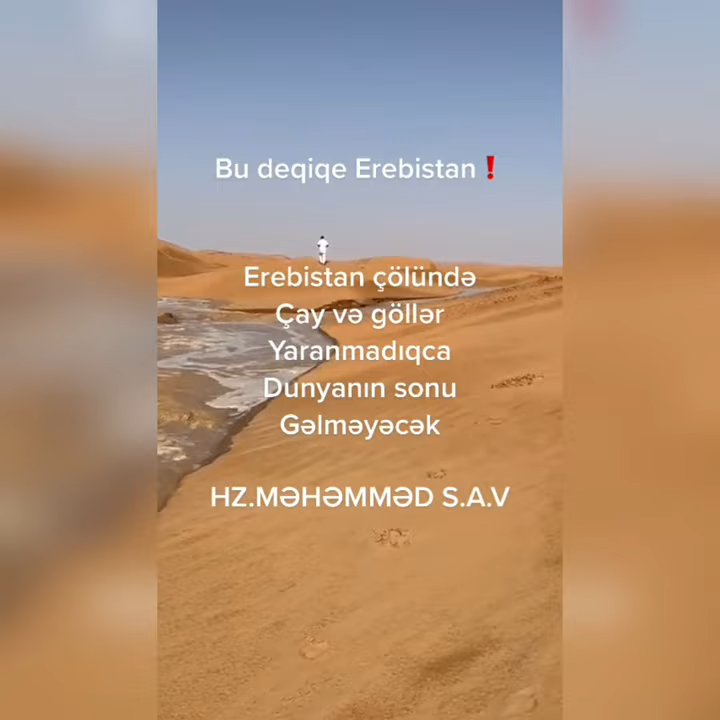 Bu deqiqe Erebistan❗
Erebistan çölündə
Çay və göllər
Yaranmadıqca
Dunyanın sonu
Gəlməyəcək
HZ.MƏHƏMMƏD S.A.V